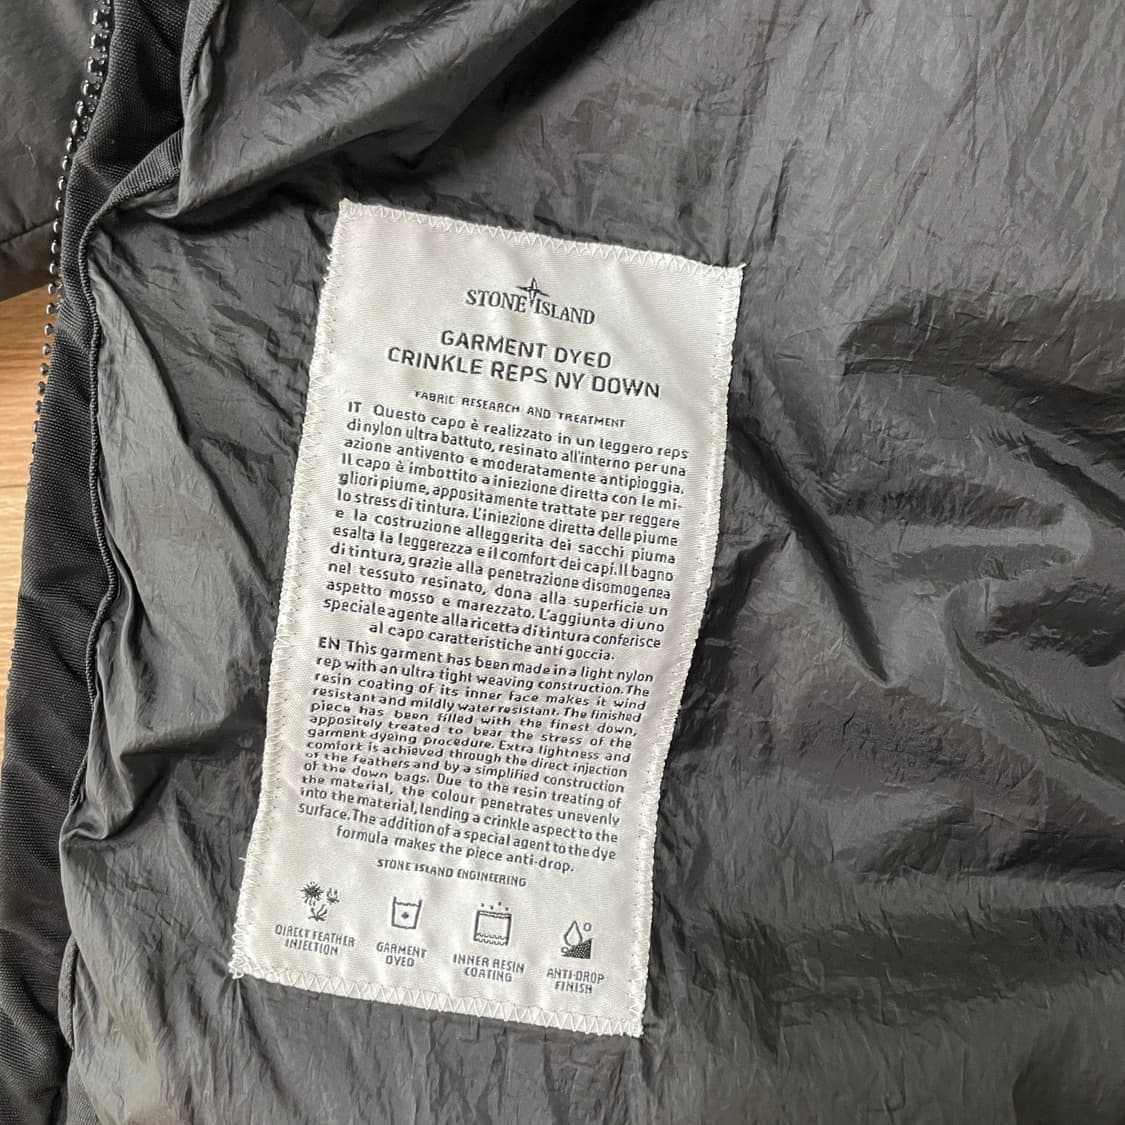 STONE ISLAND
GARMENT DYED
CRINKLE REPS NY DOWN
FABRIC RESEARCH AND TREATMENT
IT Questo capo è realizzato in un leggero reps
di nylon ultra battuto, resinato all'interno per una
azione antivento e moderatamente antipioggia.
Il capo è imbottito a iniezione diretta con le mi-
gliori piume, appositamente trattate per reggere
lo stress di tintura. L'iniezione diretta delle piume
e la costruzione alleggerita dei sacchi piuma
esalta la leggerezza e il comfort dei capi. Il bagno
di tintura, grazie alla penetrazione disomogenea
nel tessuto resinato, dona alla superficie un
aspetto mosso e marezzato. L'aggiunta di uno
speciale agente alla ricetta di tintura conferisce
al capo caratteristiche anti goccia.
EN This garment has been made in a light nylon
rep with an ultra tight weaving construction. The
resin coating of its inner face makes it wind
resistant and mildly water resistant. The finished
piece has been filled with the finest down,
appositely treated to bear the stress of the
garment dyeing procedure. Extra lightness and
comfort is achieved through the direct injection
of the feathers and by a simplified construction
of the down bags. Due to the resin treating of
the material, the colour penetrates unevenly
into the material, lending a crinkle aspect to the
surface. The addition of a special agent to the dye
formula makes the piece anti-drop.
STONE ISLAND ENGINEERING
DIRECT FEATHER
INJECTION
GARMENT
DYED
INNER RESIN
COATING
ANTI-DROP
FINISH